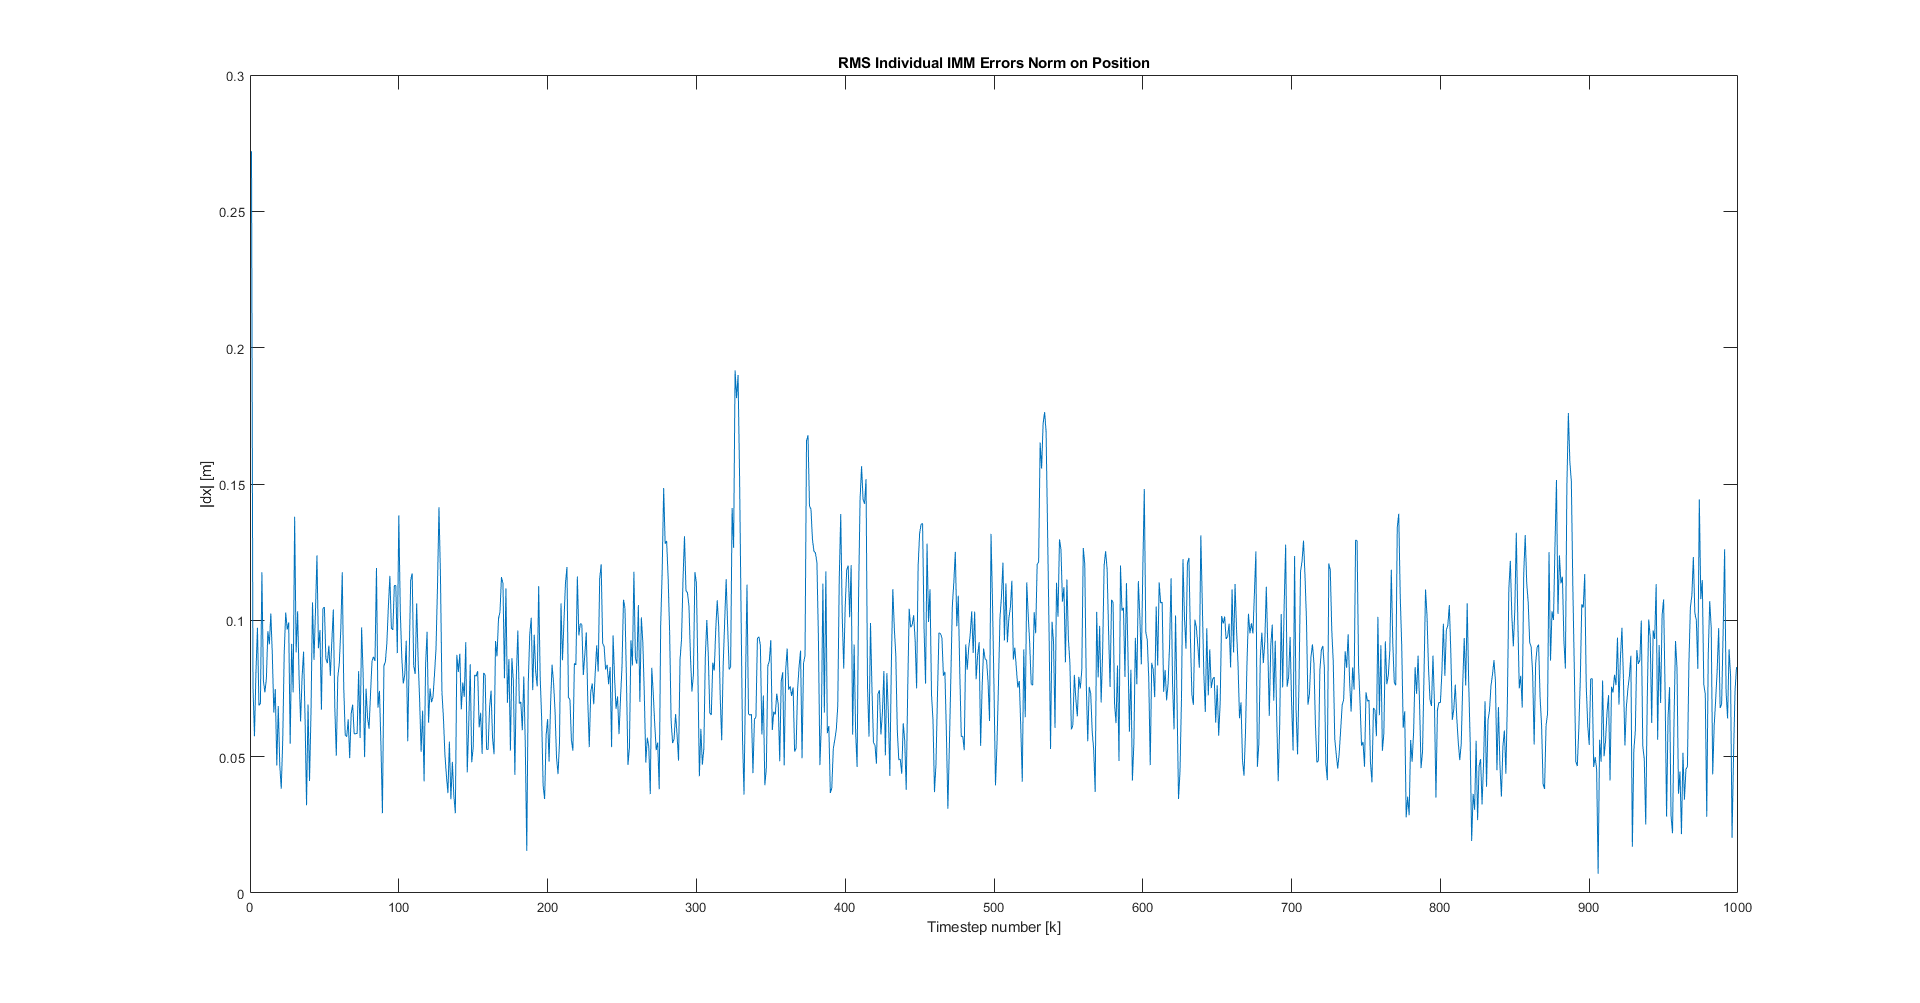 RMS Individual IMM Errors Norm on Position
0.3
0.25
0.2
0.15
0.1
0.05
0
|dx| [m]
0 100 200 300 400 500 600 700 800 900 1000
Timestep number [k]